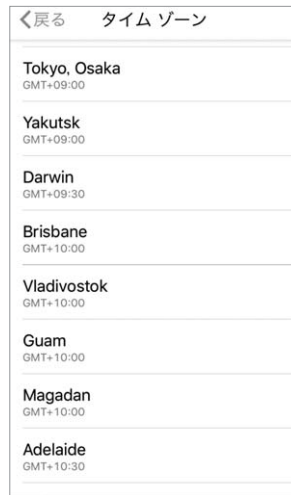 戻る タイム ゾーン
Tokyo, Osaka
GMT+09:00
Yakutsk
GMT+09:00
Darwin
GMT+09:30
Brisbane
GMT+10:00
Vladivostok
GMT+10:00
Guam
GMT+10:00
Magadan
GMT+10:00
Adelaide
GMT+10:30